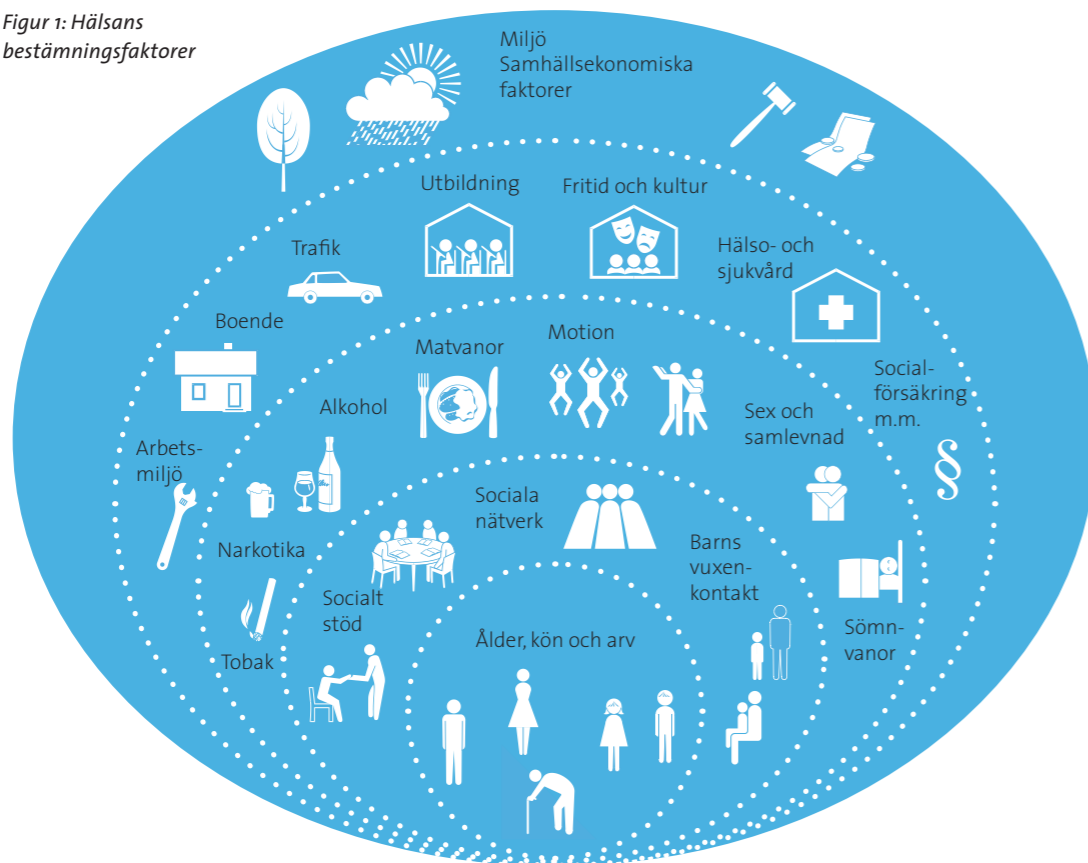 Figur 1: Hälsans
bestämningsfaktorer
Miljö
Samhällsekonomiska
faktorer
Utbildning
Fritid och kultur
Trafik
Hälso- och
sjukvård
Boende
Matvanor
Motion
Social-
försäkring
m.m.
Alkohol
Sex och
samlevnad
Arbets-
miljö
Sociala
nätverk
Narkotika
Barns
vuxen-
kontakt
Socialt
stöd
Sömn-
vanor
Tobak
Ålder, kön och arv
§